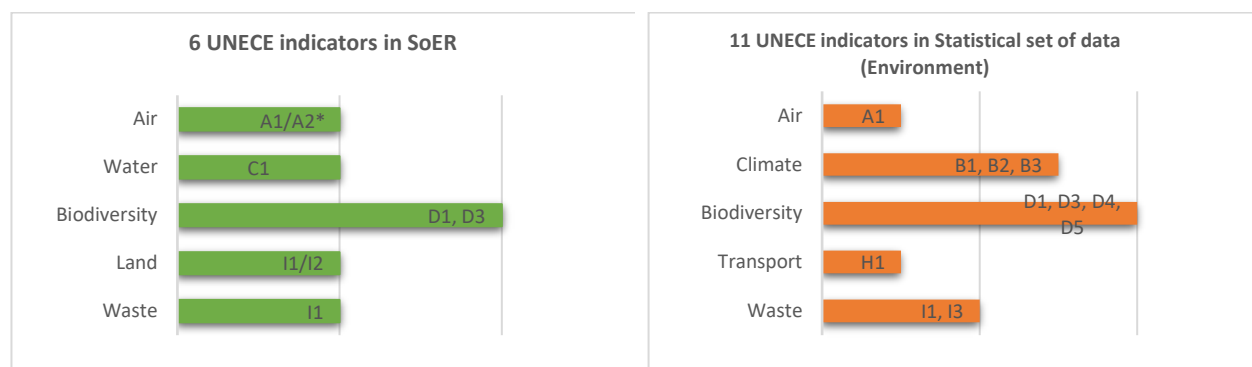 6 UNECE indicators in SoER
Air
A1/A2*
Water
C1
Biodiversity
D1, D3
Land
I1/I2
Waste
I1
11 UNECE indicators in Statistical set of data
(Environment)
Air
A1
Climate
B1, B2, B3
Biodiversity
D1, D3, D4,
D5
Transport
H1
Waste
I1, I3